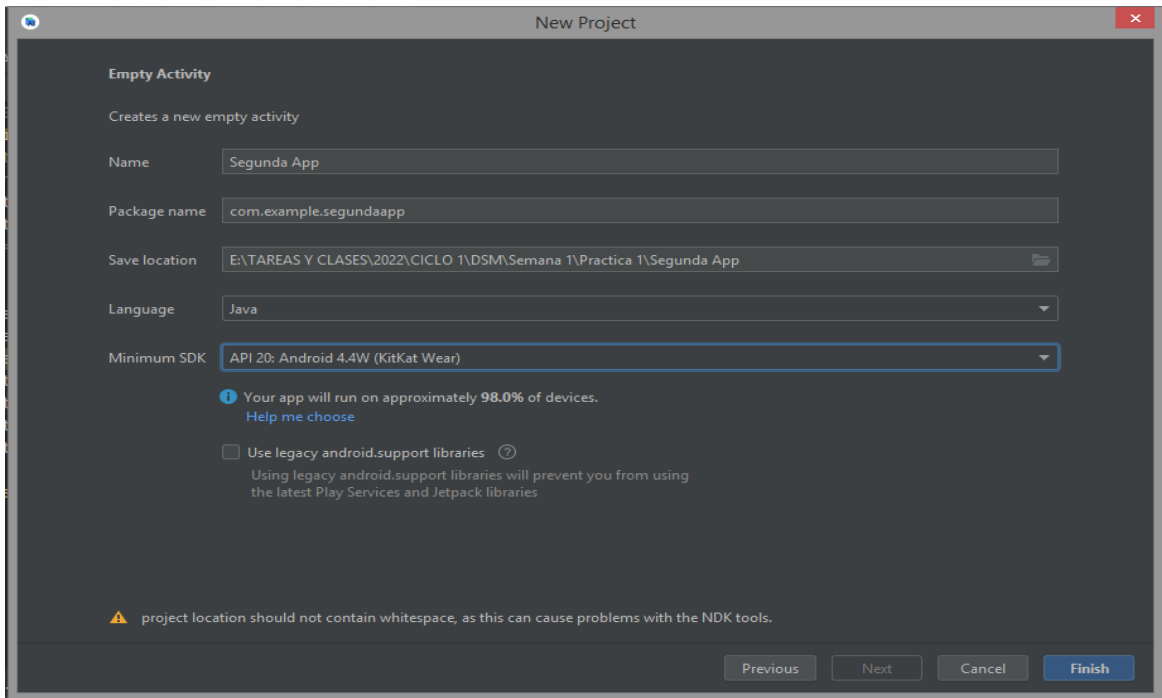 New Project
Empty Activity
Creates a new empty activity
Name
Segunda App
Package name
com.example.segundaapp
Save location
E:\TAREAS Y CLASES\2022\CICLO 1\DSM\Semana 1\Practica 1\Segunda App
Language
Java
Minimum SDK
API 20: Android 4.4W (KitKat Wear)
Your app will run on approximately 98.0% of devices.
Help me choose
Use legacy android.support libraries
Using legacy android.support libraries will prevent you from using
the latest Play Services and Jetpack libraries
project location should not contain whitespace, as this can cause problems with the NDK tools.
Previous
Next
Cancel
Finish